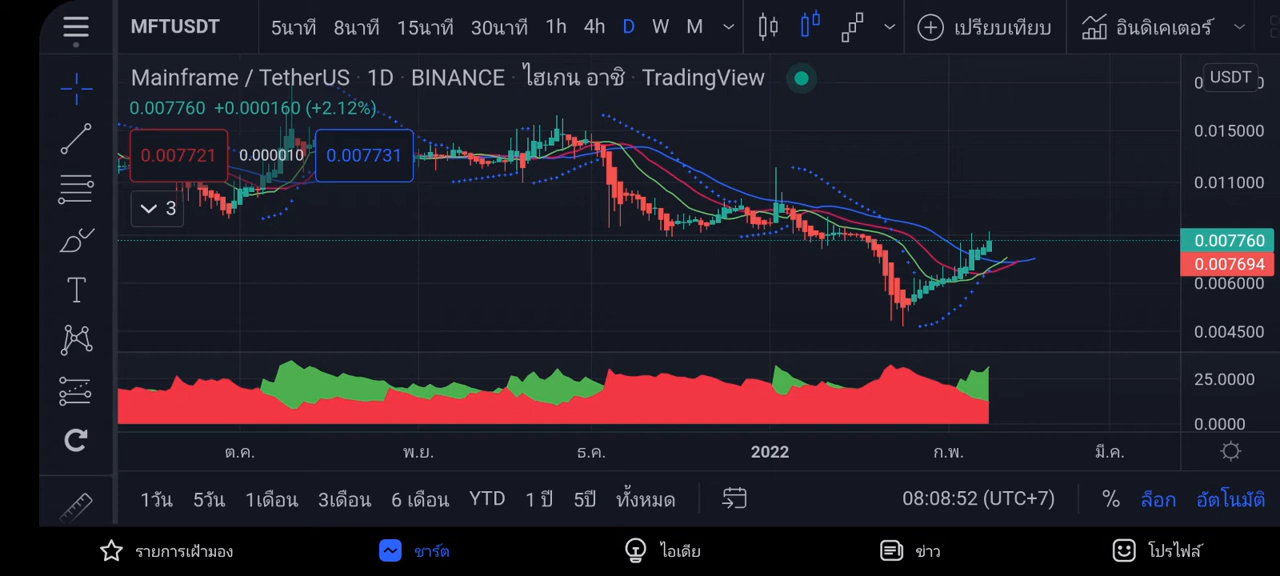 MFTUSDT 5นาที 8นาที 15นาที 30นาที 1h 4h D W M เปรียบเทียบ อินดิเคเตอร์
Mainframe / TetherUS · 1D · BINANCE · ไฮเกน อาชิ · TradingView
USDT
0.007760 +0.000160 (+2.12%)
0.015000
0.007721 0.000010 0.007731
0.011000
3
0.007760
0.007694
0.006000
0.004500
25.0000
0.0000
ต.ค. พ.ย. ธ.ค. 2022 ก.พ. มี.ค.
1วัน 5วัน 1เดือน 3เดือน 6 เดือน YTD 1 ปี 5ปี ทั้งหมด 08:08:52 (UTC+7) % ล็อก อัตโนมัติ
รายการเฝ้ามอง ชาร์ต ไอเดีย ข่าว โปรไฟล์